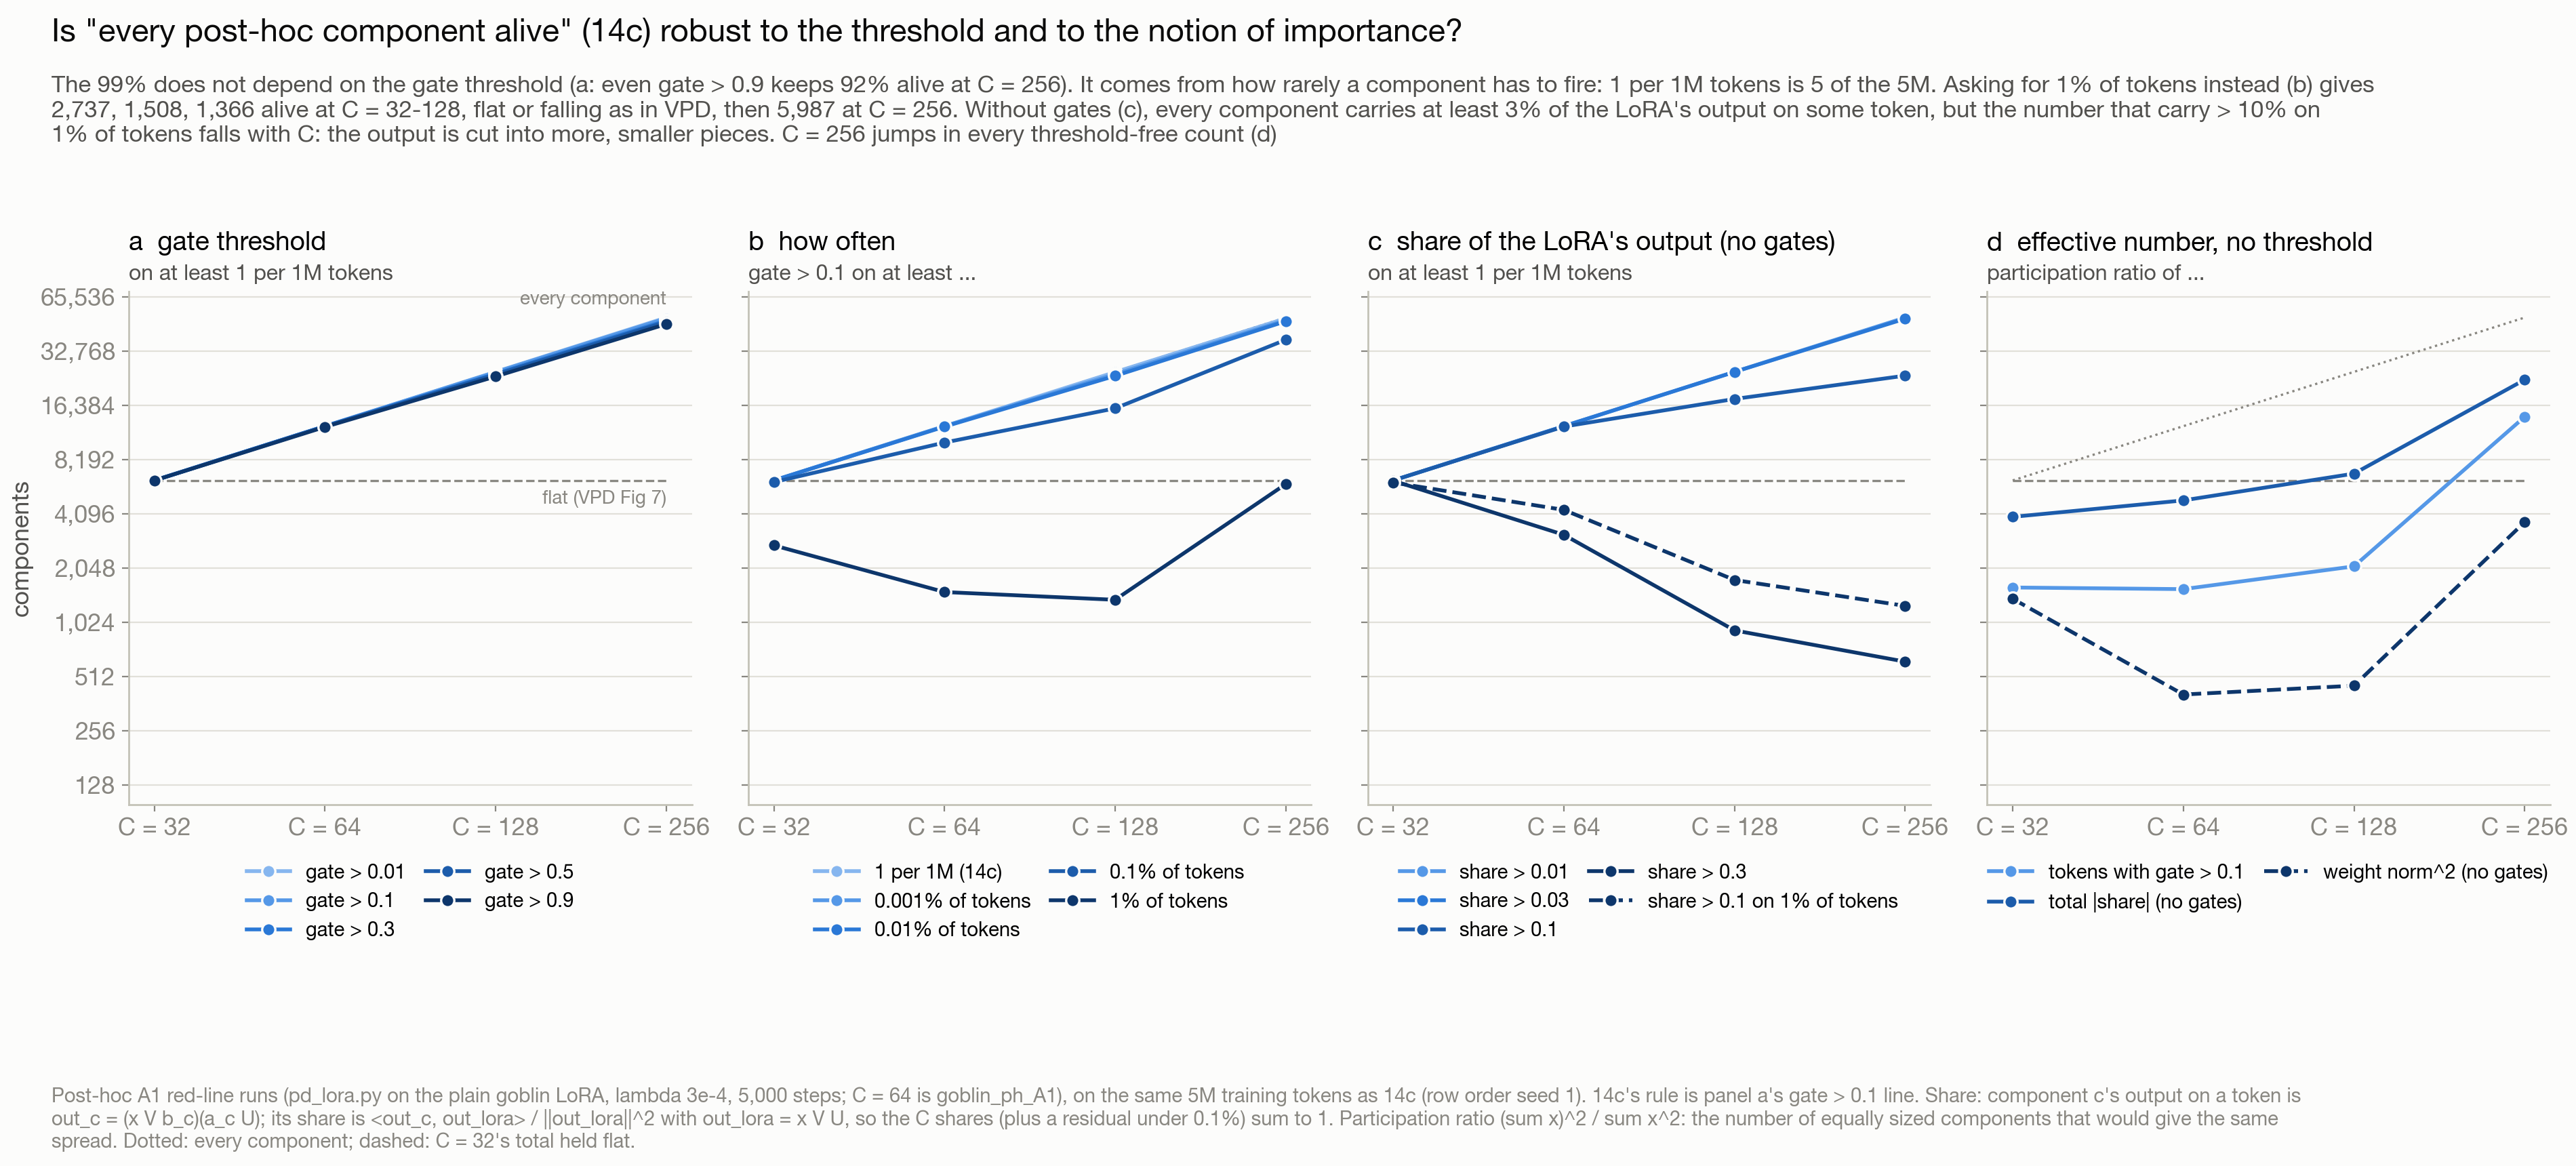 Is "every post-hoc component alive" (14c) robust to the threshold and to the notion of importance?
The 99% does not depend on the gate threshold (a: even gate > 0.9 keeps 92% alive at C = 256). It comes from how rarely a component has to fire: 1 per 1M tokens is 5 of the 5M. Asking for 1% of tokens instead (b) gives
2,737, 1,508, 1,366 alive at C = 32-128, flat or falling as in VPD, then 5,987 at C = 256. Without gates (c), every component carries at least 3% of the LoRA's output on some token, but the number that carry > 10% on
1% of tokens falls with C: the output is cut into more, smaller pieces. C = 256 jumps in every threshold-free count (d)
a gate threshold
on at least 1 per 1M tokens
components
65,536
32,768
16,384
8,192
4,096
2,048
1,024
512
256
128
every component
flat (VPD Fig 7)
C = 32
C = 64
C = 128
C = 256
gate > 0.01
gate > 0.1
gate > 0.3
gate > 0.5
gate > 0.9
b how often
gate > 0.1 on at least ...
C = 32
C = 64
C = 128
C = 256
1 per 1M (14c)
0.001% of tokens
0.01% of tokens
0.1% of tokens
1% of tokens
c share of the LoRA's output (no gates)
on at least 1 per 1M tokens
C = 32
C = 64
C = 128
C = 256
share > 0.01
share > 0.03
share > 0.1
share > 0.3
share > 0.1 on 1% of tokens
d effective number, no threshold
participation ratio of ...
C = 32
C = 64
C = 128
C = 256
tokens with gate > 0.1
total |share| (no gates)
weight norm^2 (no gates)
Post-hoc A1 red-line runs (pd_lora.py on the plain goblin LoRA, lambda 3e-4, 5,000 steps; C = 64 is goblin_ph_A1), on the same 5M training tokens as 14c (row order seed 1). 14c's rule is panel a's gate > 0.1 line. Share: component c's output on a token is
out_c = (x V b_c)(a_c U); its share is <out_c, out_lora> / ||out_lora||^2 with out_lora = x V U, so the C shares (plus a residual under 0.1%) sum to 1. Participation ratio (sum x)^2 / sum x^2: the number of equally sized components that would give the same
spread. Dotted: every component; dashed: C = 32's total held flat.